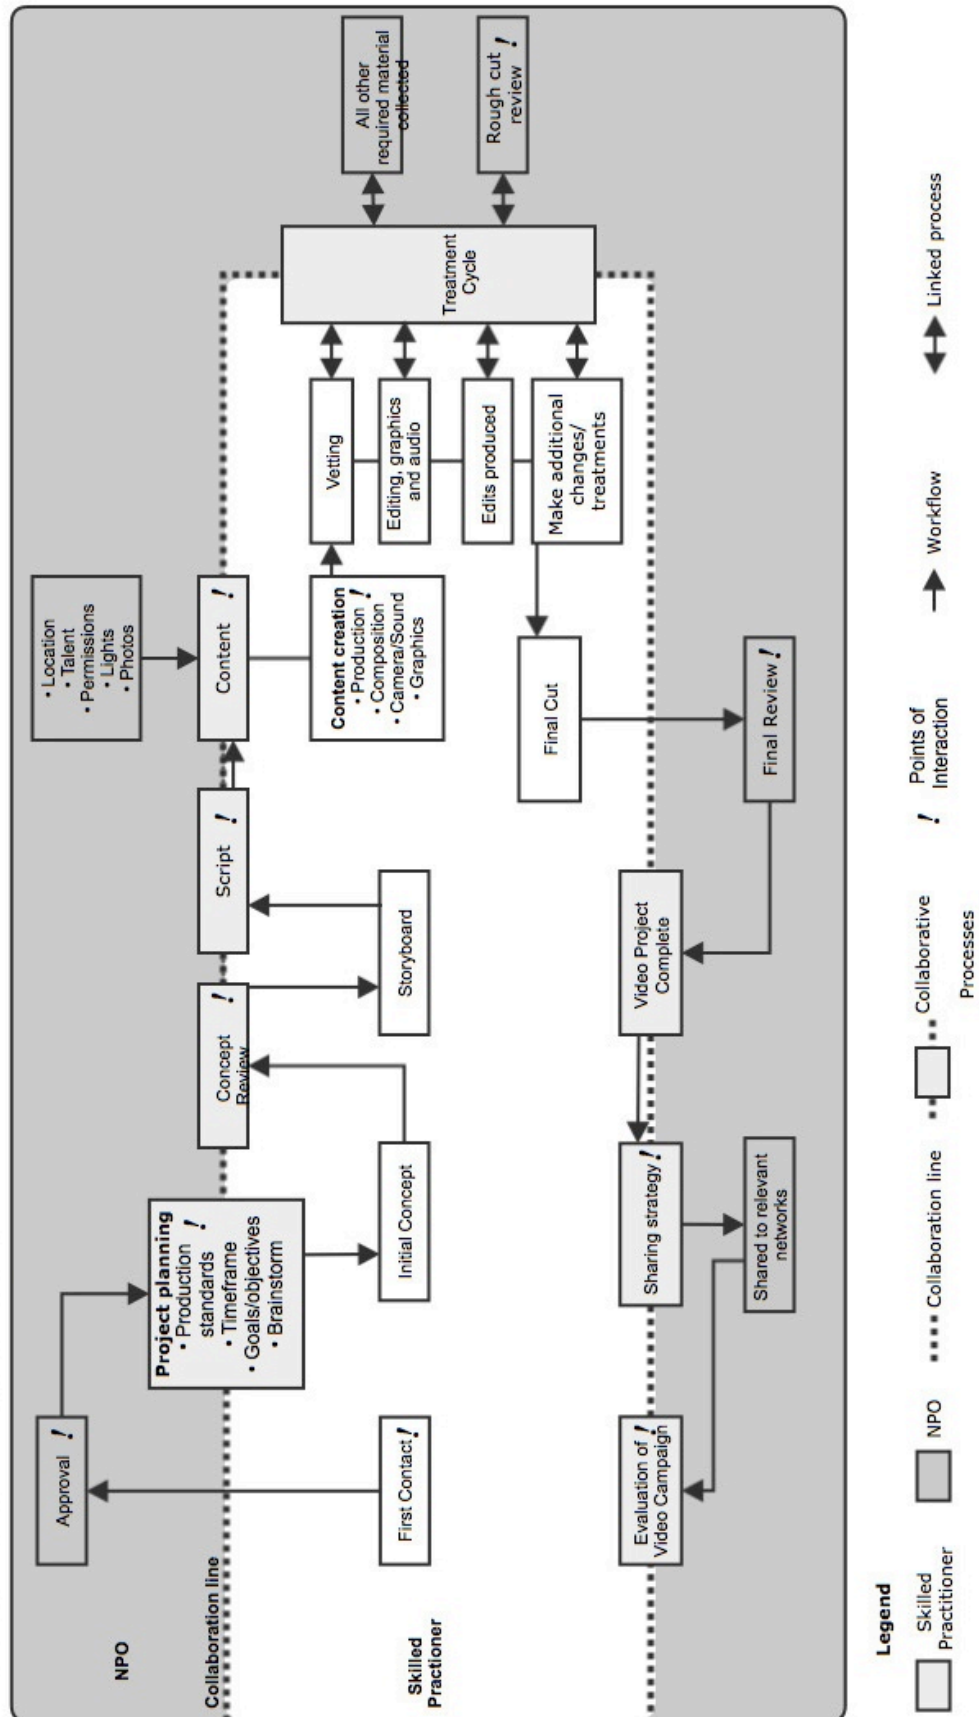 NPO
Collaboration line
Skilled
Practioner
Approval !
First Contact !
Project planning
• Production !
standards
• Timeframe
• Goals/objectives
• Brainstorm
Initial Concept
Concept !
Review
Storyboard
Script !
• Location
• Talent
• Permissions
• Lights
• Photos
Content !
Content creation
• Production !
• Composition
• Camera/Sound
• Graphics
Vetting
Editing, graphics
and audio
Edits produced
Make additional
changes/
treatments
Treatment
Cycle
All other
required material
collected
Rough cut !
review
Final Cut
Final Review !
Video Project
Complete
Sharing strategy !
Shared to relevant
networks
Evaluation of !
Video Campaign
Legend
Skilled
Practitioner
NPO
Collaboration line
Collaborative
Processes
! Points of
Interaction
Workflow
Linked process